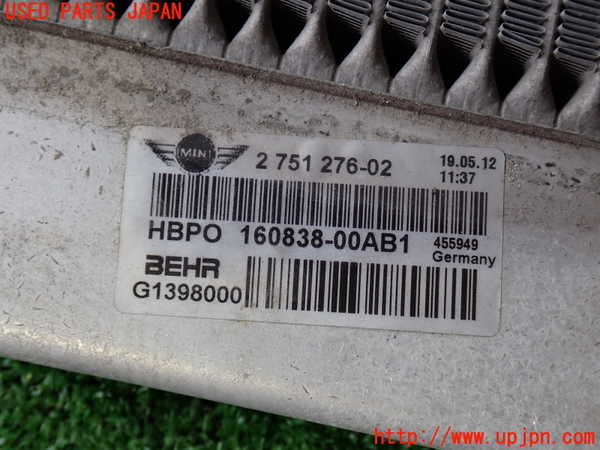 USED PARTS JAPAN
MINI
2 751 276-02
19.05.12
11:37
HBPO 160838-00AB1
455949
Germany
BEHR
G1398000
http://www.upjpn.com/